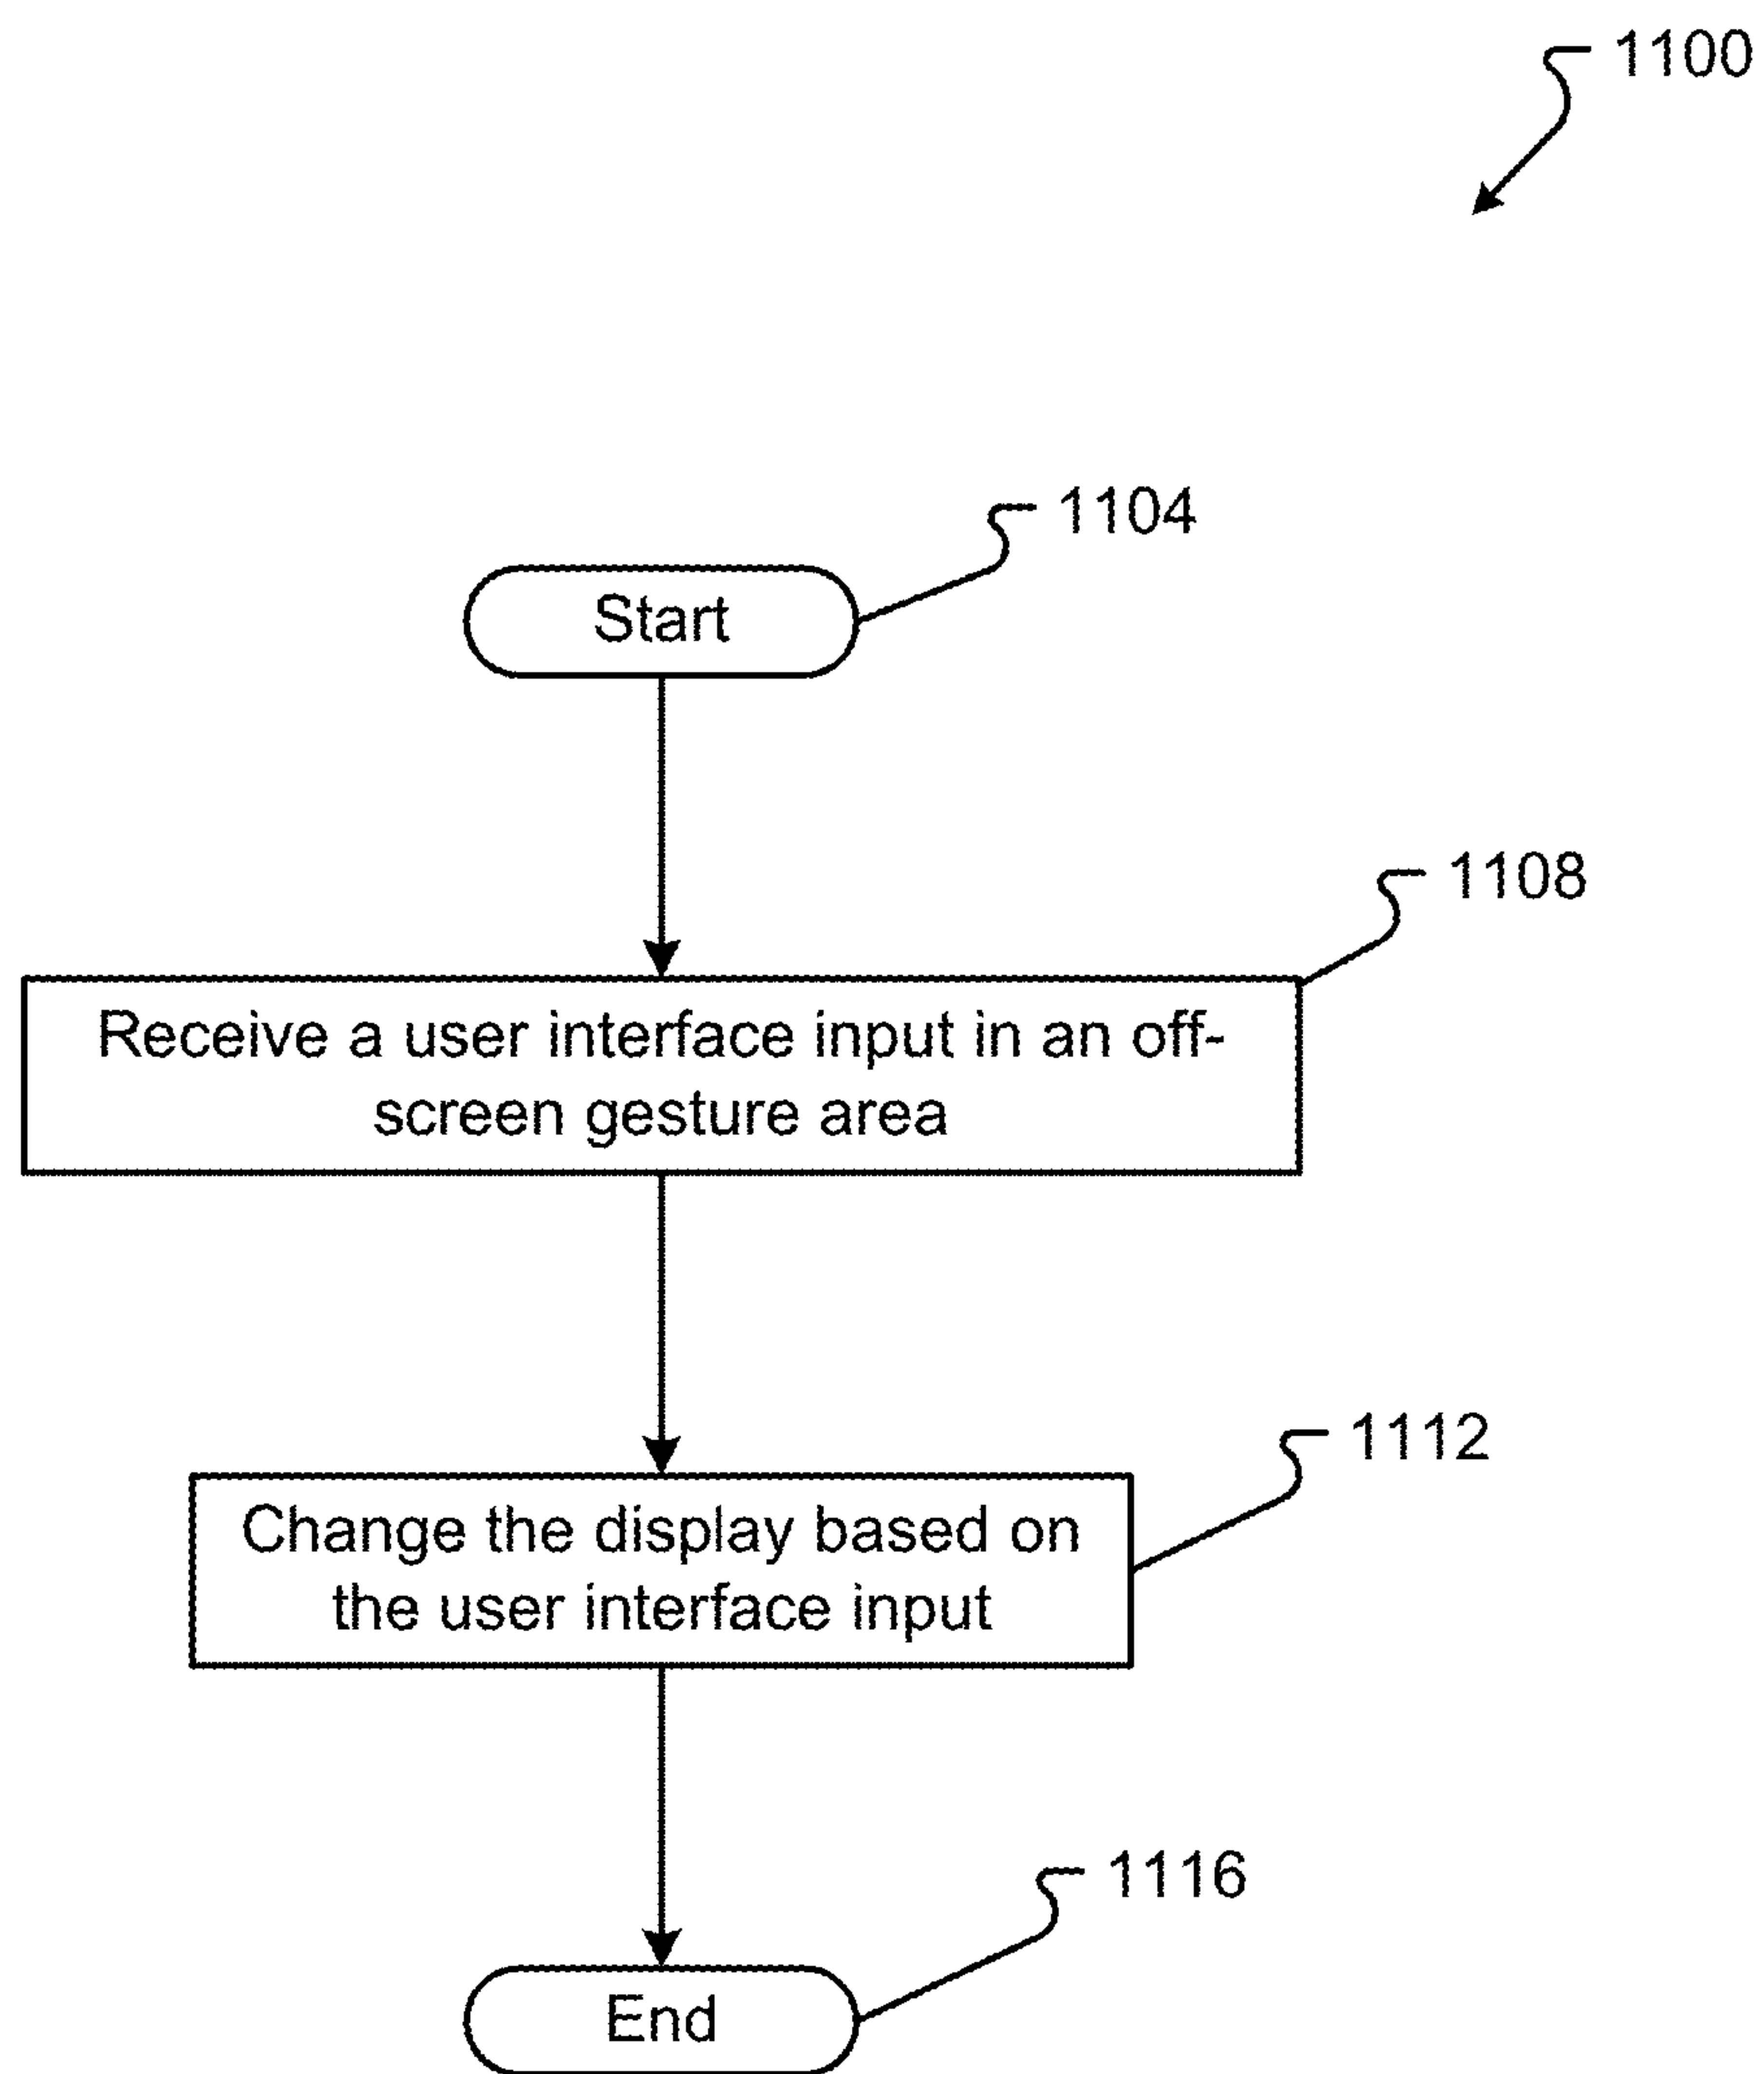 1100
1104
Start
1108
Receive a user interface input in an off-
screen gesture area
1112
Change the display based on
the user interface input
1116
End